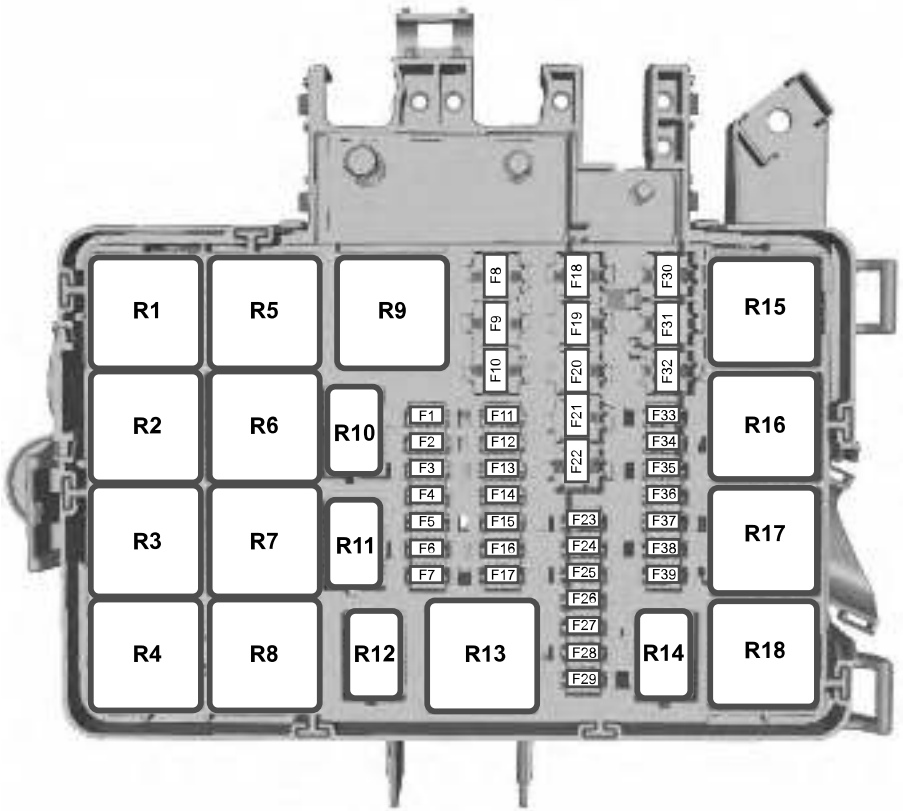 R1 R5 R9 F8 F18 F30 R15
F9 F19 F31
F10 F20 F32
R2 R6 R10 F1 F11 F21 F33 R16
F2 F12 F34
F3 F13 F22 F35
F4 F14 F36
R3 R7 R11 F5 F15 F23 F37 R17
F6 F16 F24 F38
F7 F17 F25 F39
F26
R4 R8 R12 R13 F27 R14 R18
F28
F29